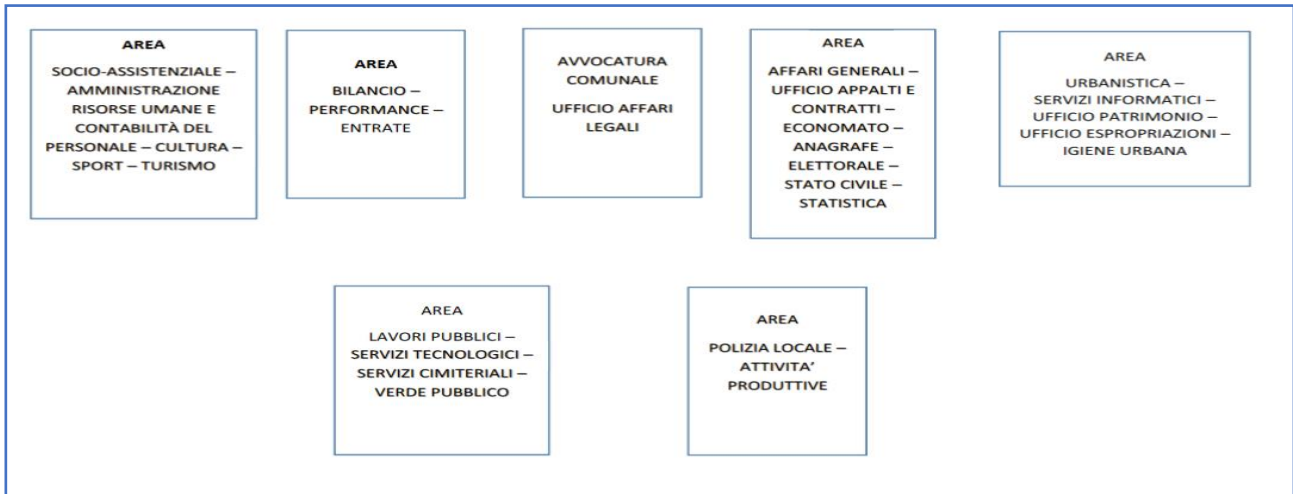 AREA
SOCIO-ASSISTENZIALE –
AMMINISTRAZIONE
RISORSE UMANE E
CONTABILITÀ DEL
PERSONALE – CULTURA –
SPORT – TURISMO
AREA
BILANCIO –
PERFORMANCE –
ENTRATE
AVVOCATURA
COMUNALE
UFFICIO AFFARI
LEGALI
AREA
AFFARI GENERALI –
UFFICIO APPALTI E
CONTRATTI –
ECONOMATO –
ANAGRAFE –
ELETTORALE –
STATO CIVILE –
STATISTICA
AREA
URBANISTICA –
SERVIZI INFORMATICI –
UFFICIO PATRIMONIO –
UFFICIO ESPROPRIAZIONI –
IGIENE URBANA
AREA
LAVORI PUBBLICI –
SERVIZI TECNOLOGICI –
SERVIZI CIMITERIALI –
VERDE PUBBLICO
AREA
POLIZIA LOCALE –
ATTIVITA’
PRODUTTIVE